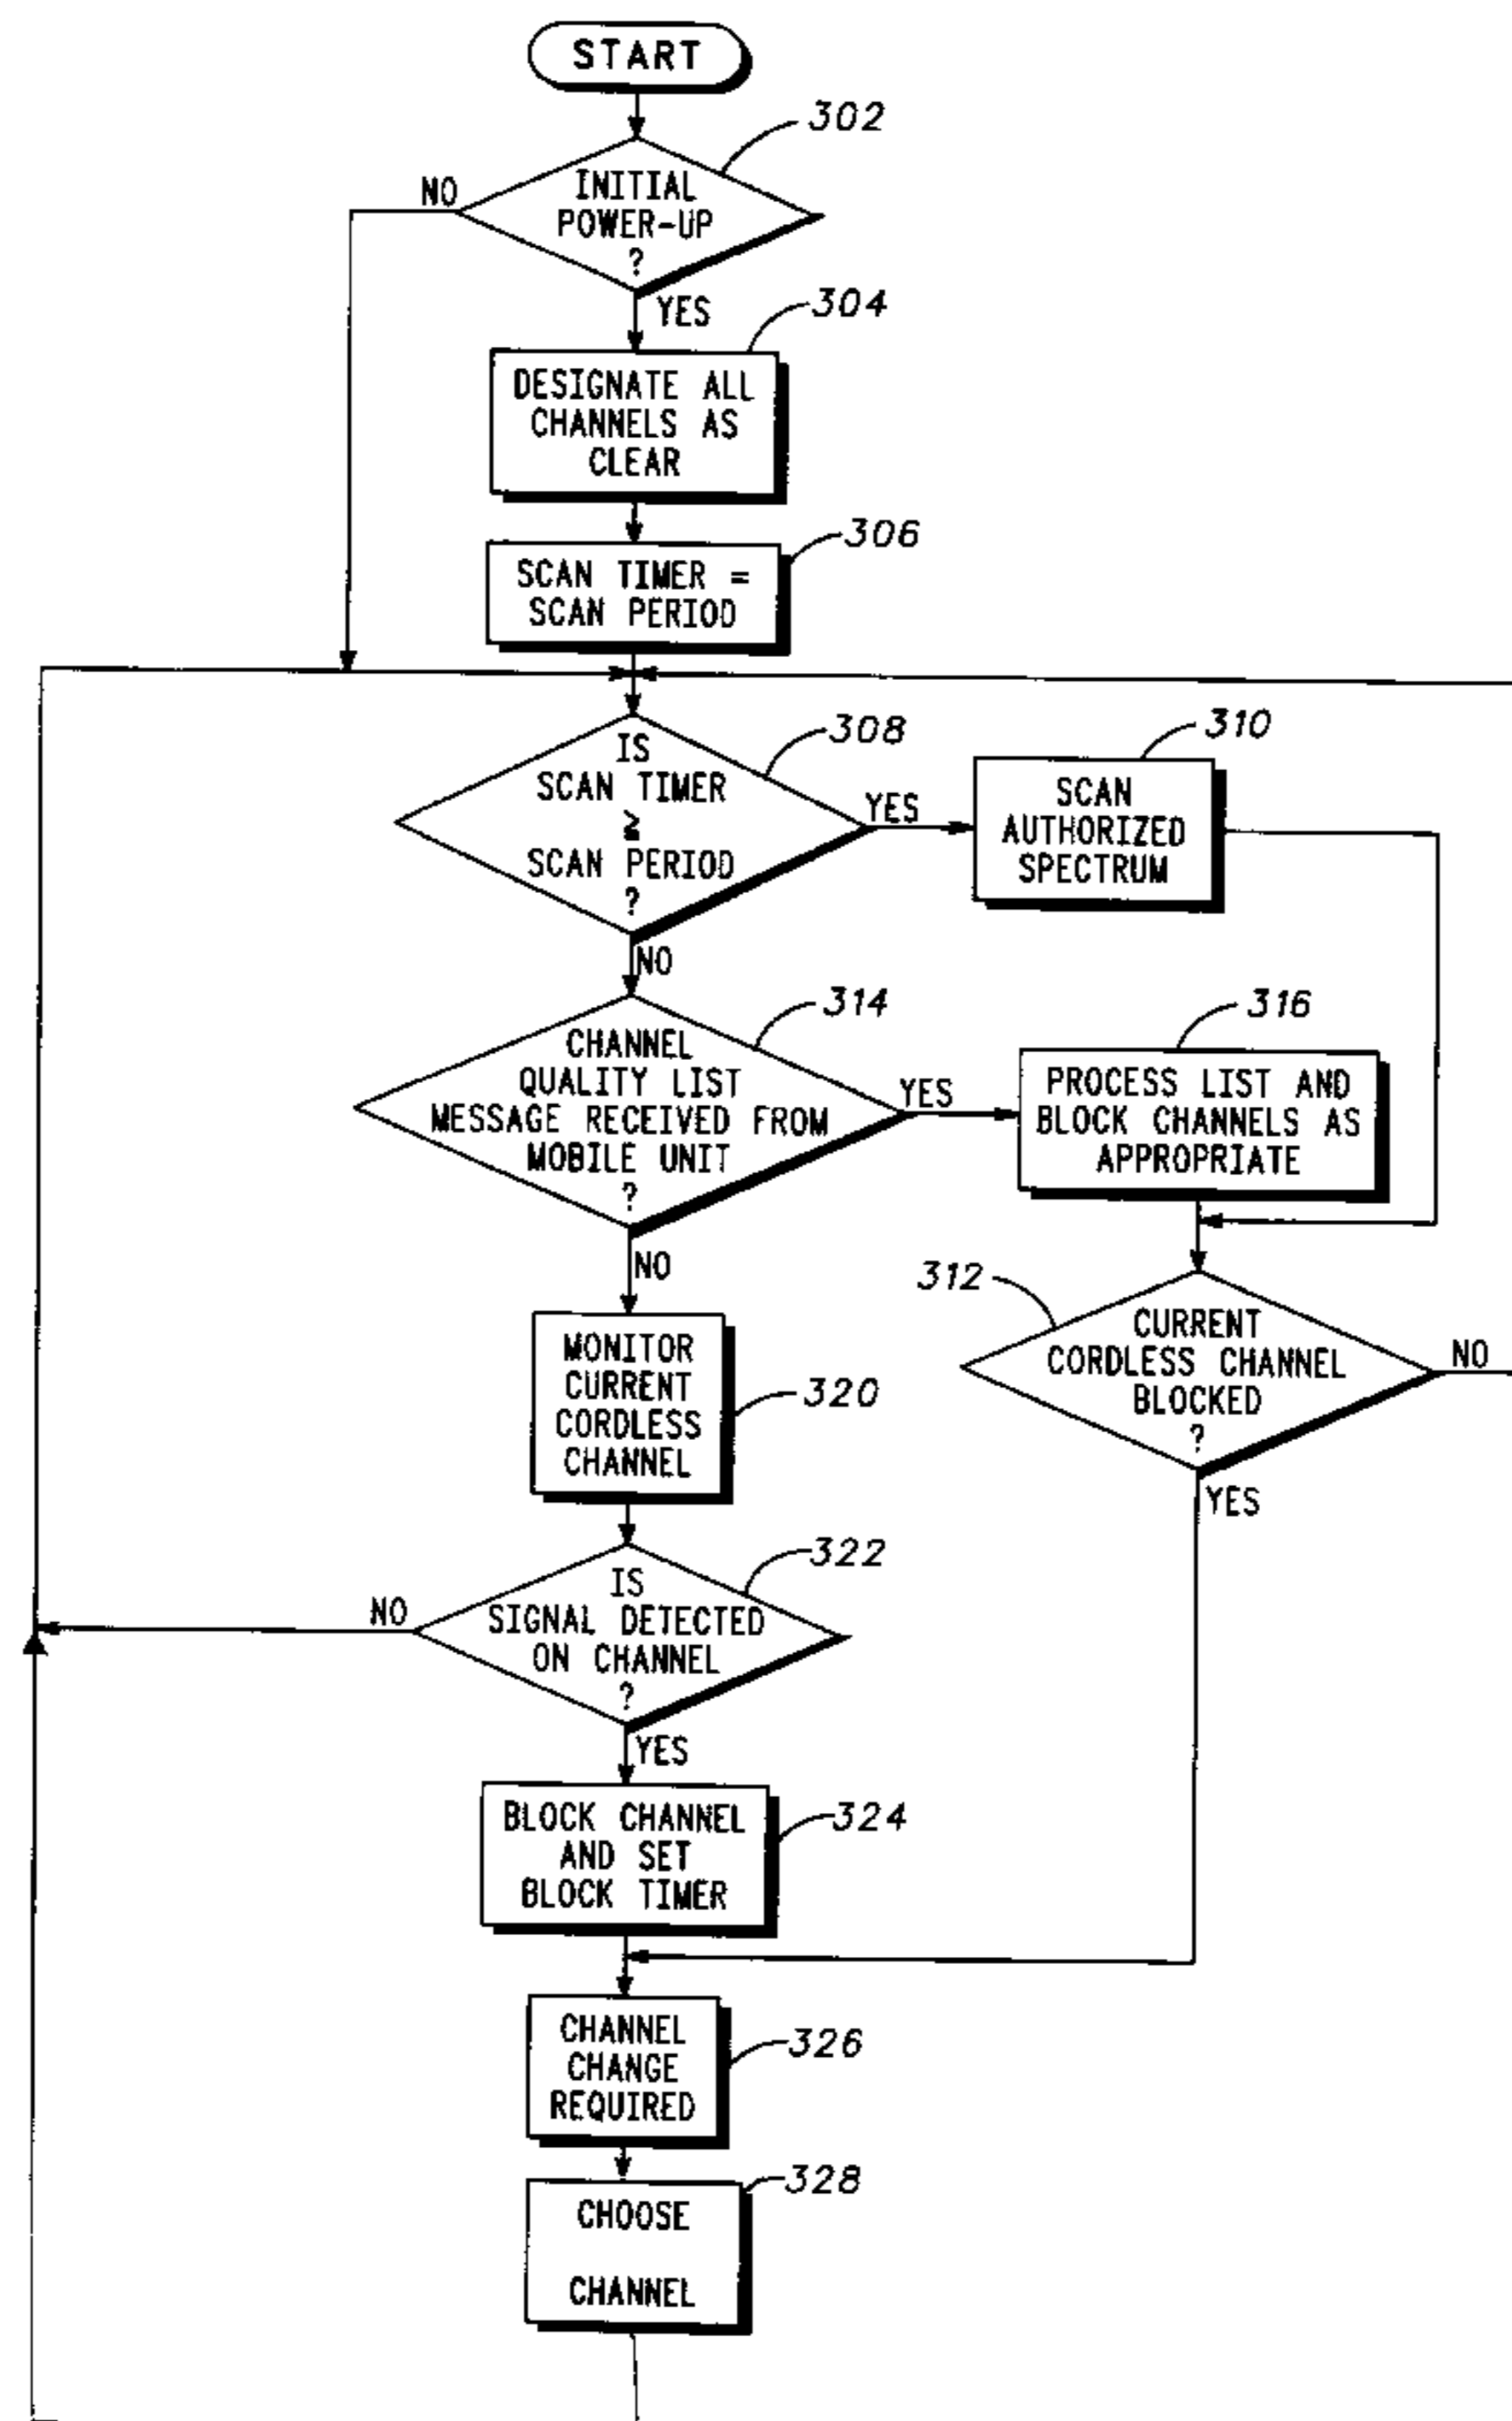 START
302
INITIAL
POWER-UP
?
NO
YES
304
DESIGNATE ALL
CHANNELS AS
CLEAR
306
SCAN TIMER =
SCAN PERIOD
308
IS
SCAN TIMER
≧
SCAN PERIOD
?
YES
NO
310
SCAN
AUTHORIZED
SPECTRUM
314
CHANNEL
QUALITY LIST
MESSAGE RECEIVED FROM
MOBILE UNIT
?
YES
NO
316
PROCESS LIST AND
BLOCK CHANNELS AS
APPROPRIATE
312
CURRENT
CORDLESS CHANNEL
BLOCKED
?
NO
YES
MONITOR
CURRENT
CORDLESS
CHANNEL
320
322
IS
SIGNAL DETECTED
ON CHANNEL
?
NO
YES
BLOCK CHANNEL
AND SET
BLOCK TIMER
324
CHANNEL
CHANGE
REQUIRED
326
328
CHOOSE
CHANNEL